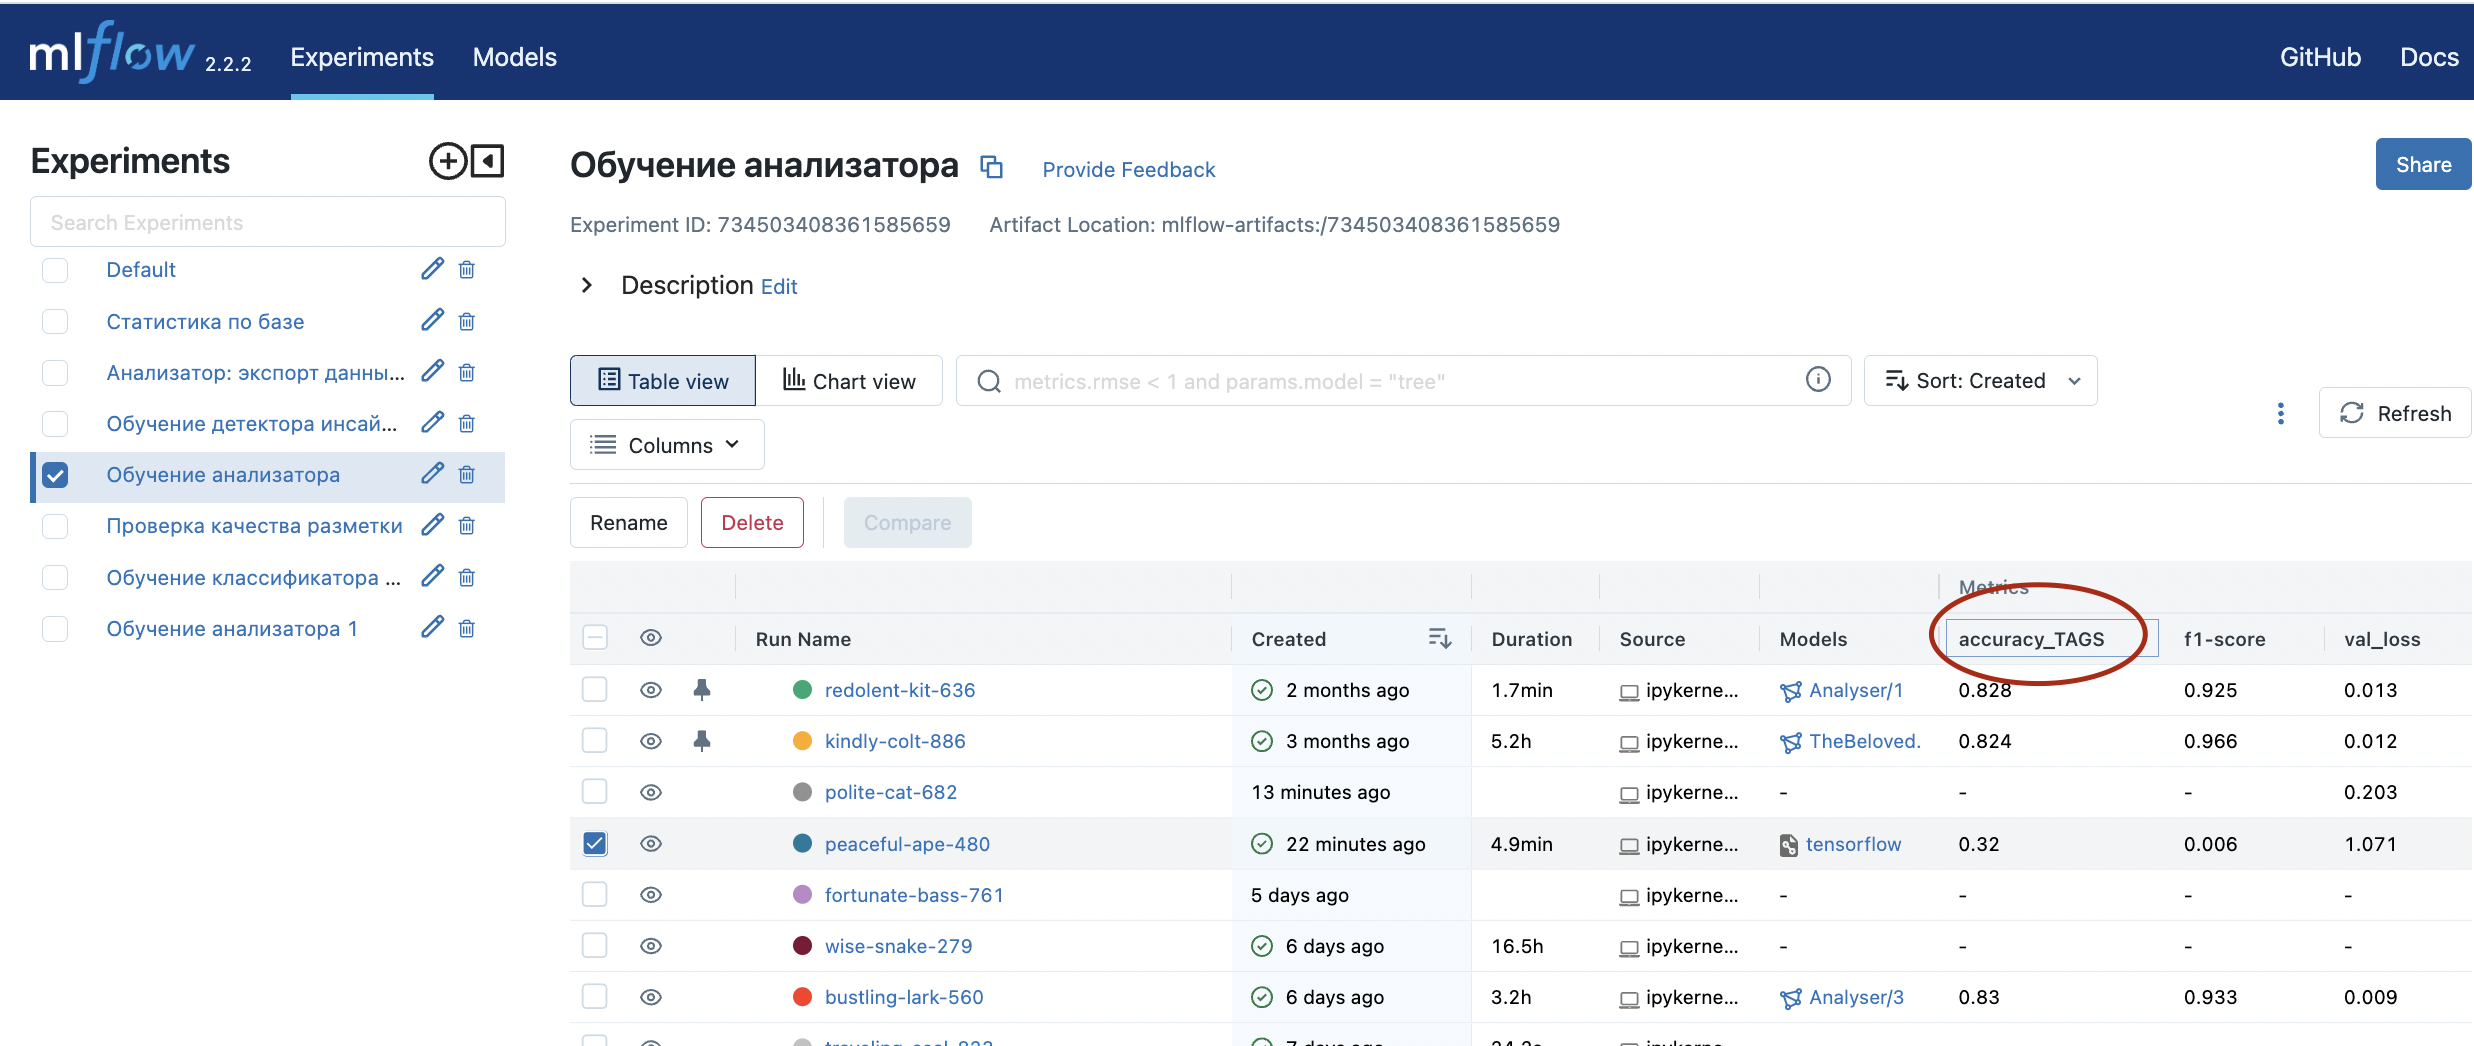 mlflow 2.2.2 Experiments Models GitHub Docs
Experiments
Search Experiments
Default
Статистика по базе
Анализатор: экспорт данны...
Обучение детектора инсай...
Обучение анализатора
Проверка качества разметки
Обучение классификатора ...
Обучение анализатора 1
Обучение анализатора Provide Feedback Share
Experiment ID: 734503408361585659 Artifact Location: mlflow-artifacts:/734503408361585659
Description Edit
Table view Chart view metrics.rmse < 1 and params.model = "tree" Sort: Created
Refresh
Columns
Rename Delete Compare
Metrics
Run Name Created Duration Source Models accuracy_TAGS f1-score val_loss
redolent-kit-636 2 months ago 1.7min ipykerne... Analyser/1 0.828 0.925 0.013
kindly-colt-886 3 months ago 5.2h ipykerne... TheBeloved. 0.824 0.966 0.012
polite-cat-682 13 minutes ago ipykerne... - - - 0.203
peaceful-ape-480 22 minutes ago 4.9min ipykerne... tensorflow 0.32 0.006 1.071
fortunate-bass-761 5 days ago ipykerne... - - - -
wise-snake-279 6 days ago 16.5h ipykerne... - - - -
bustling-lark-560 6 days ago 3.2h ipykerne... Analyser/3 0.83 0.933 0.009
7 days ago